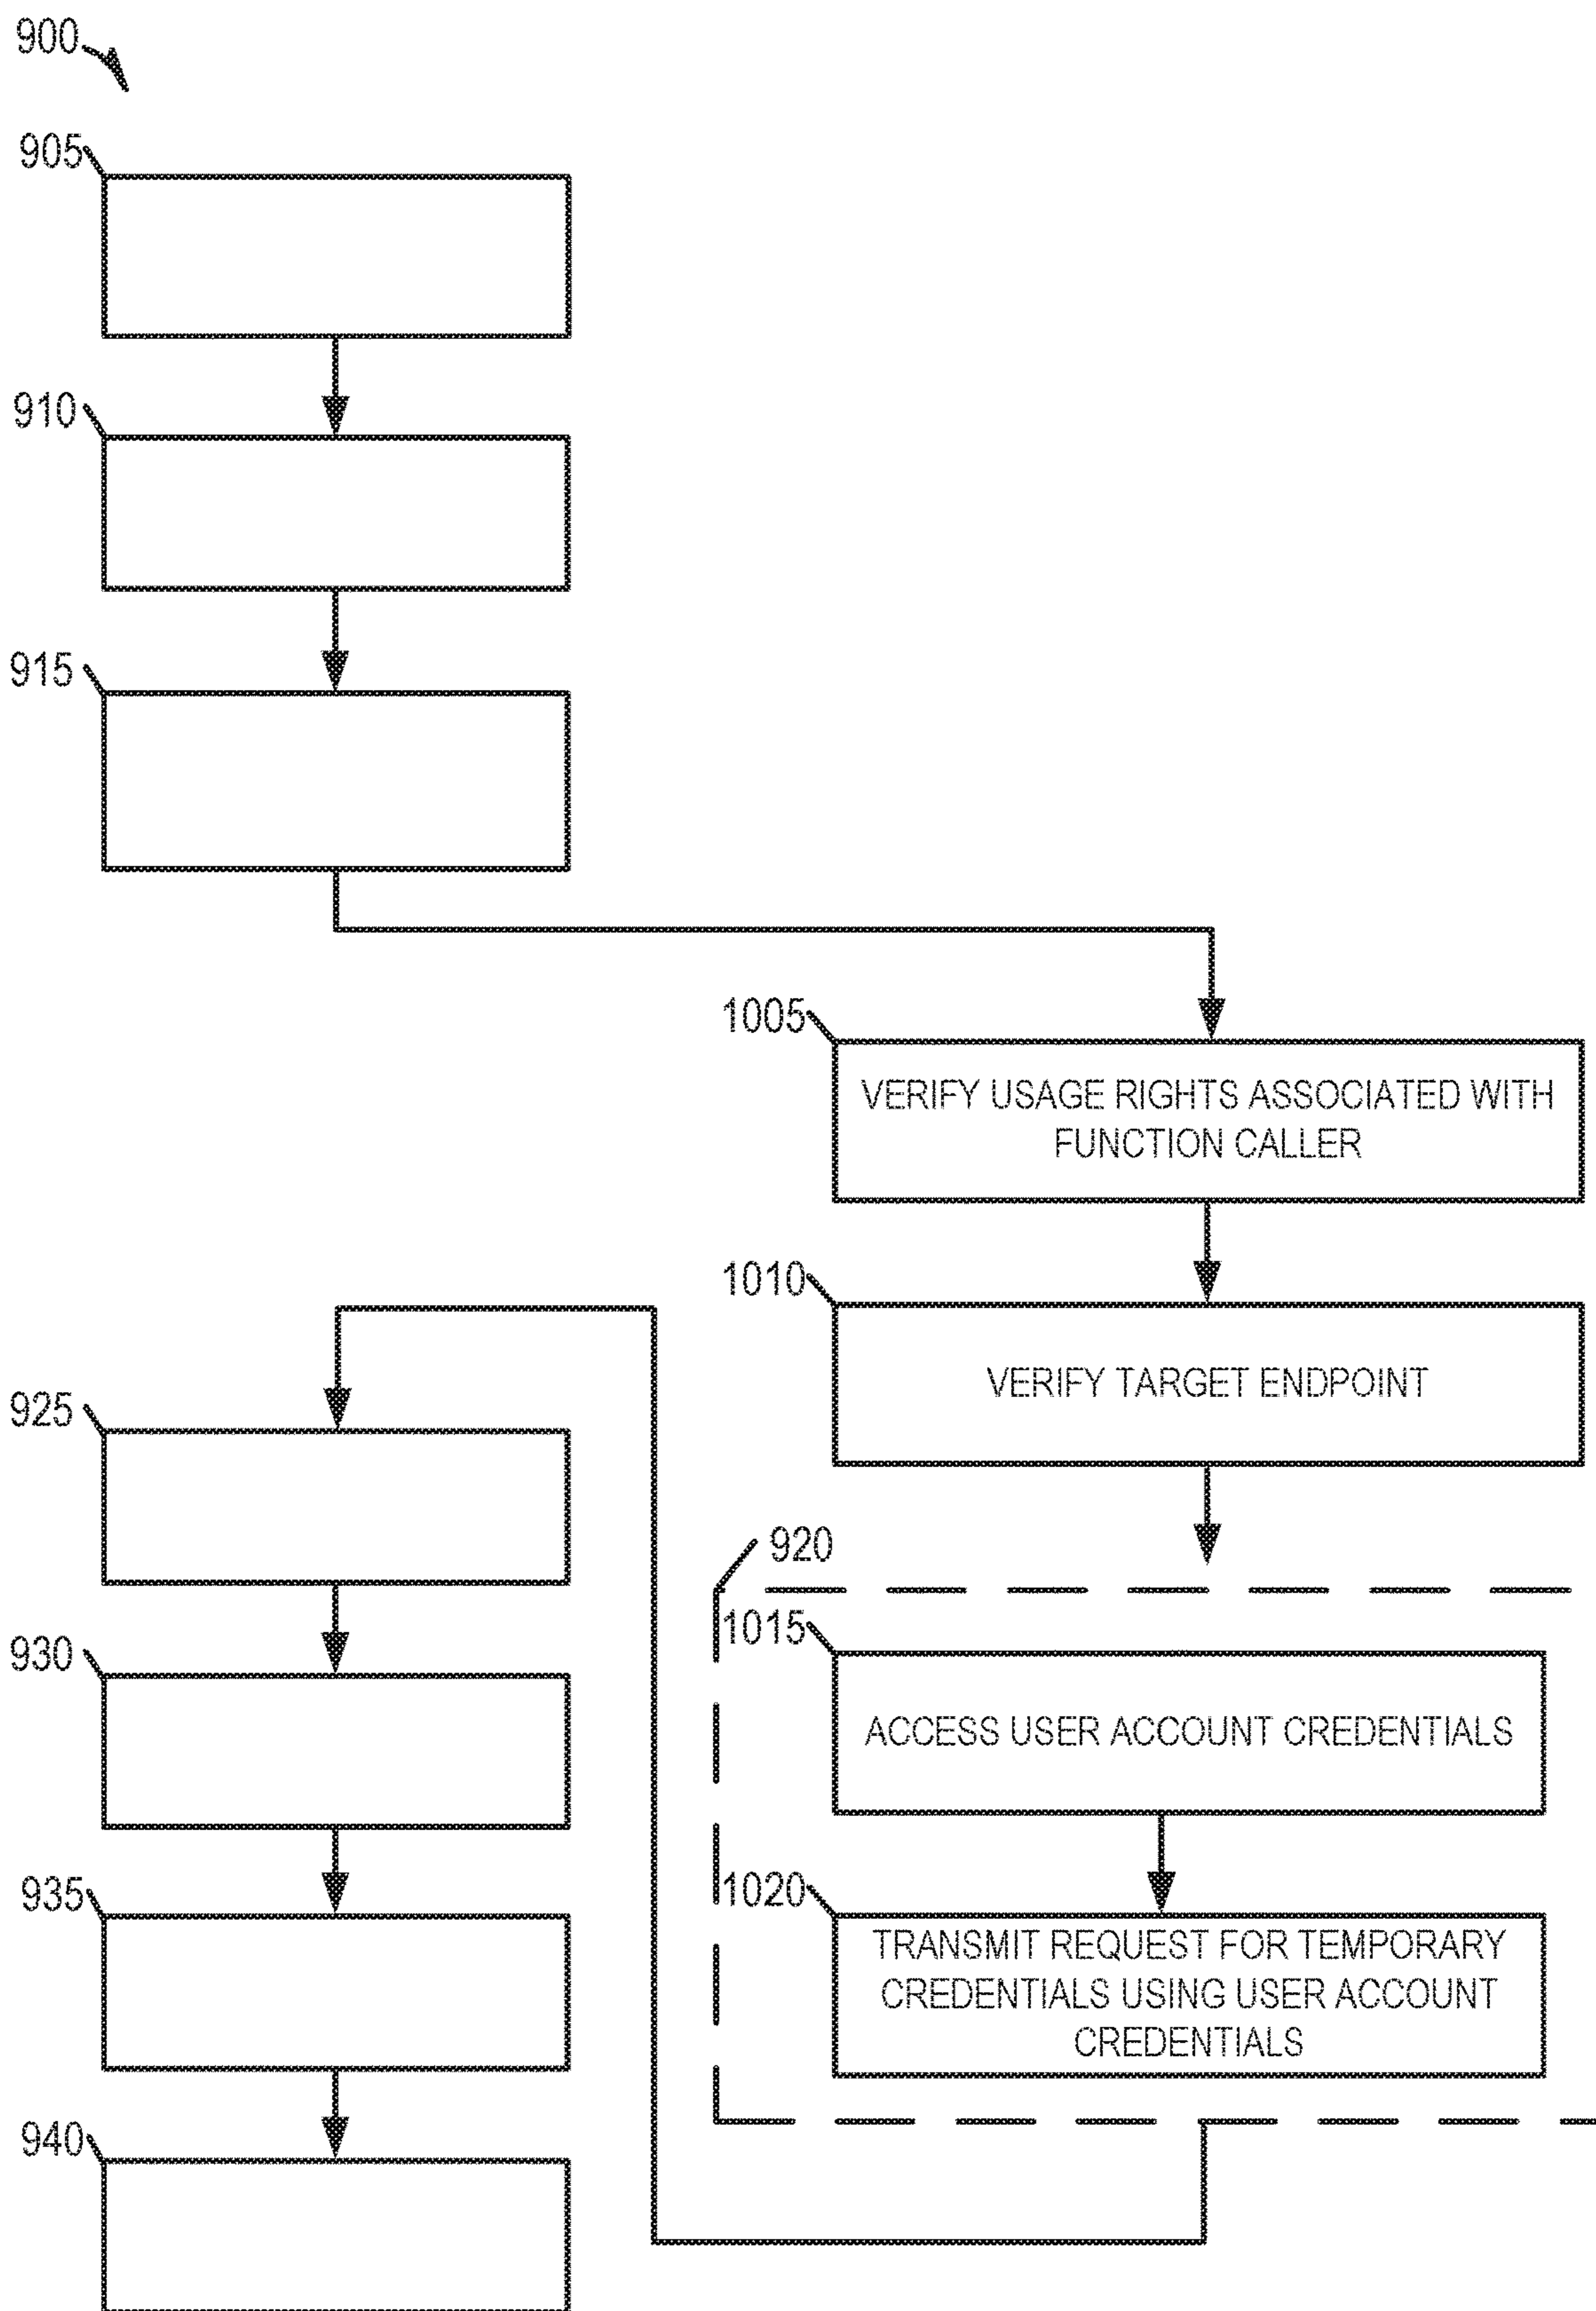 900
905
910
915
1005
VERIFY USAGE RIGHTS ASSOCIATED WITH
FUNCTION CALLER
1010
VERIFY TARGET ENDPOINT
925
920
1015
930
ACCESS USER ACCOUNT CREDENTIALS
935
1020
TRANSMIT REQUEST FOR TEMPORARY
CREDENTIALS USING USER ACCOUNT
CREDENTIALS
940